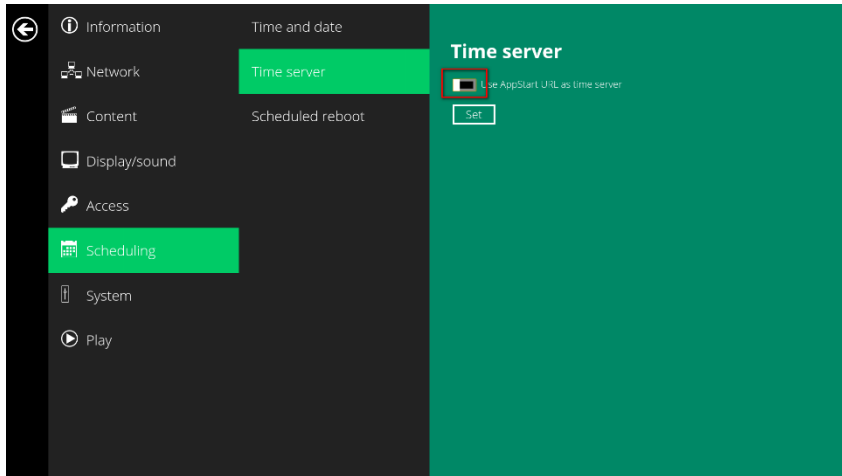 Information
Network
Content
Display/sound
Access
Scheduling
System
Play
Time and date
Time server
Scheduled reboot
Time server
Use AppStart URL as time server
Set